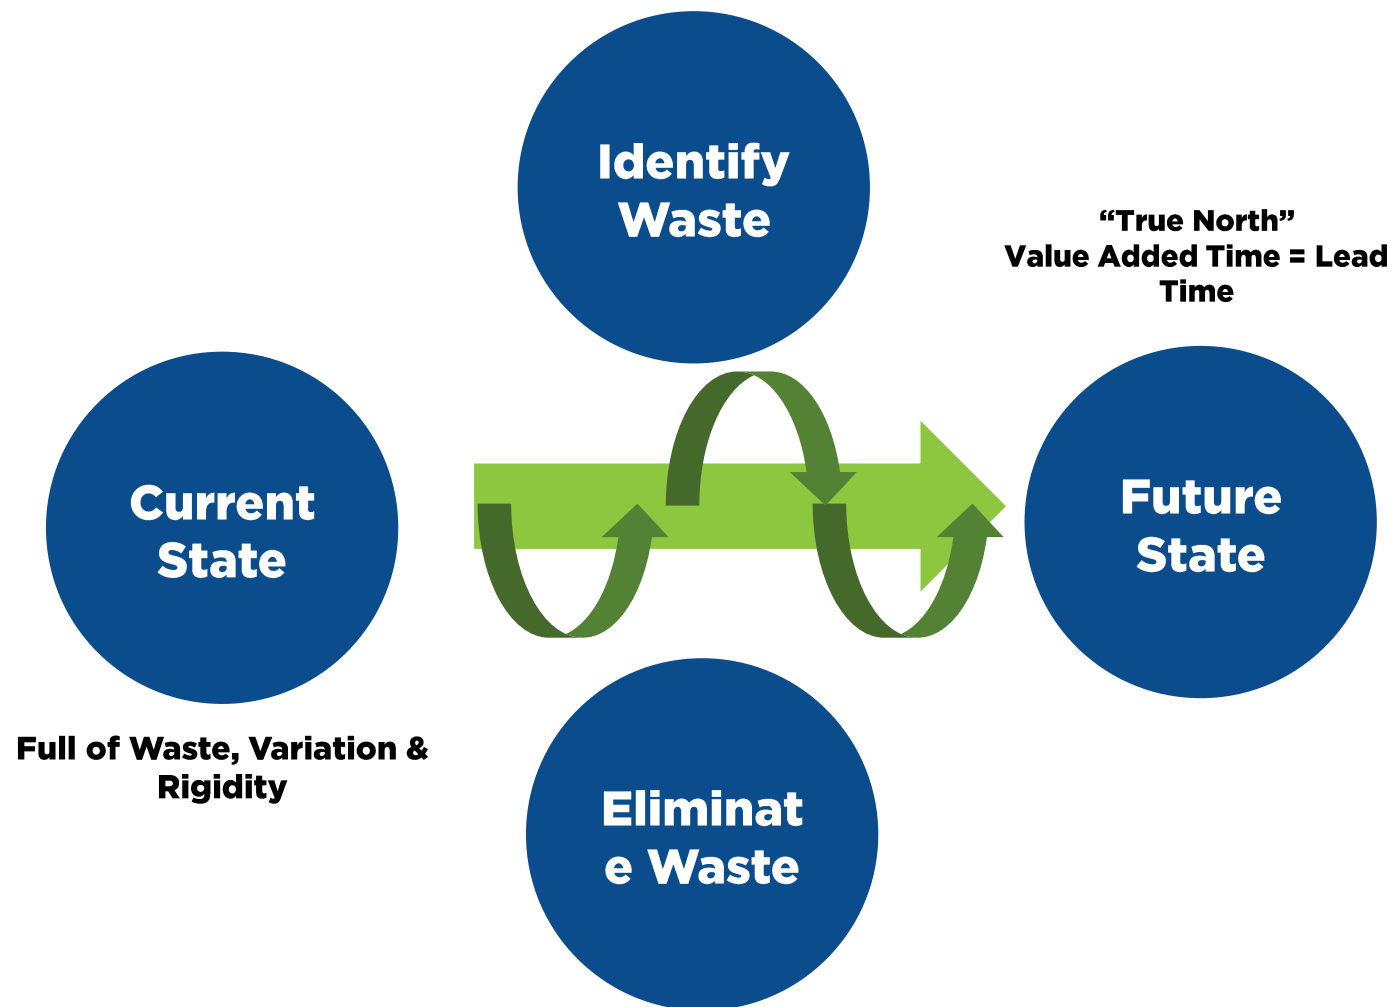 Identify
Waste
“True North”
Value Added Time = Lead
Time
Current
State
Future
State
Full of Waste, Variation &
Rigidity
Eliminat
e Waste